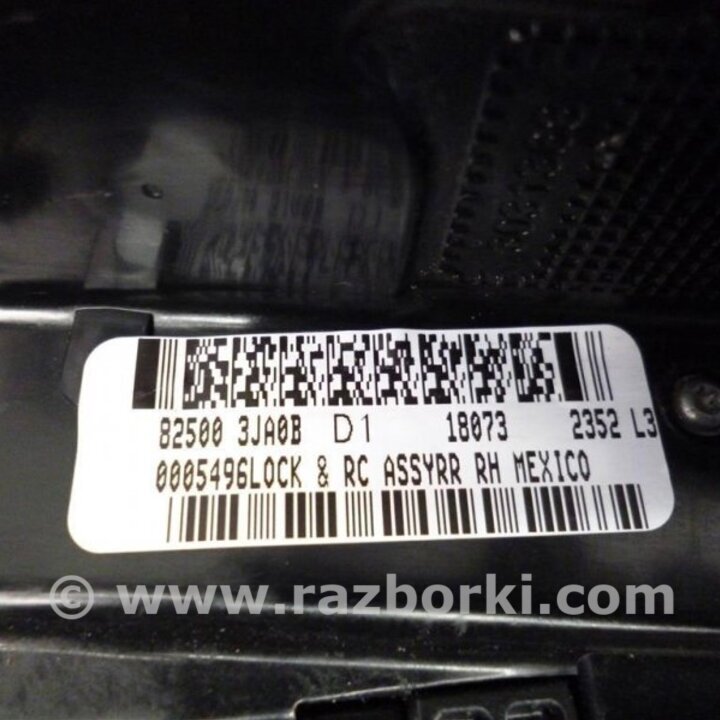 82500 3JA0B D1 18073 2352 L3
0005496LOCK & RC ASSYRR RH MEXICO
© www.razborki.com